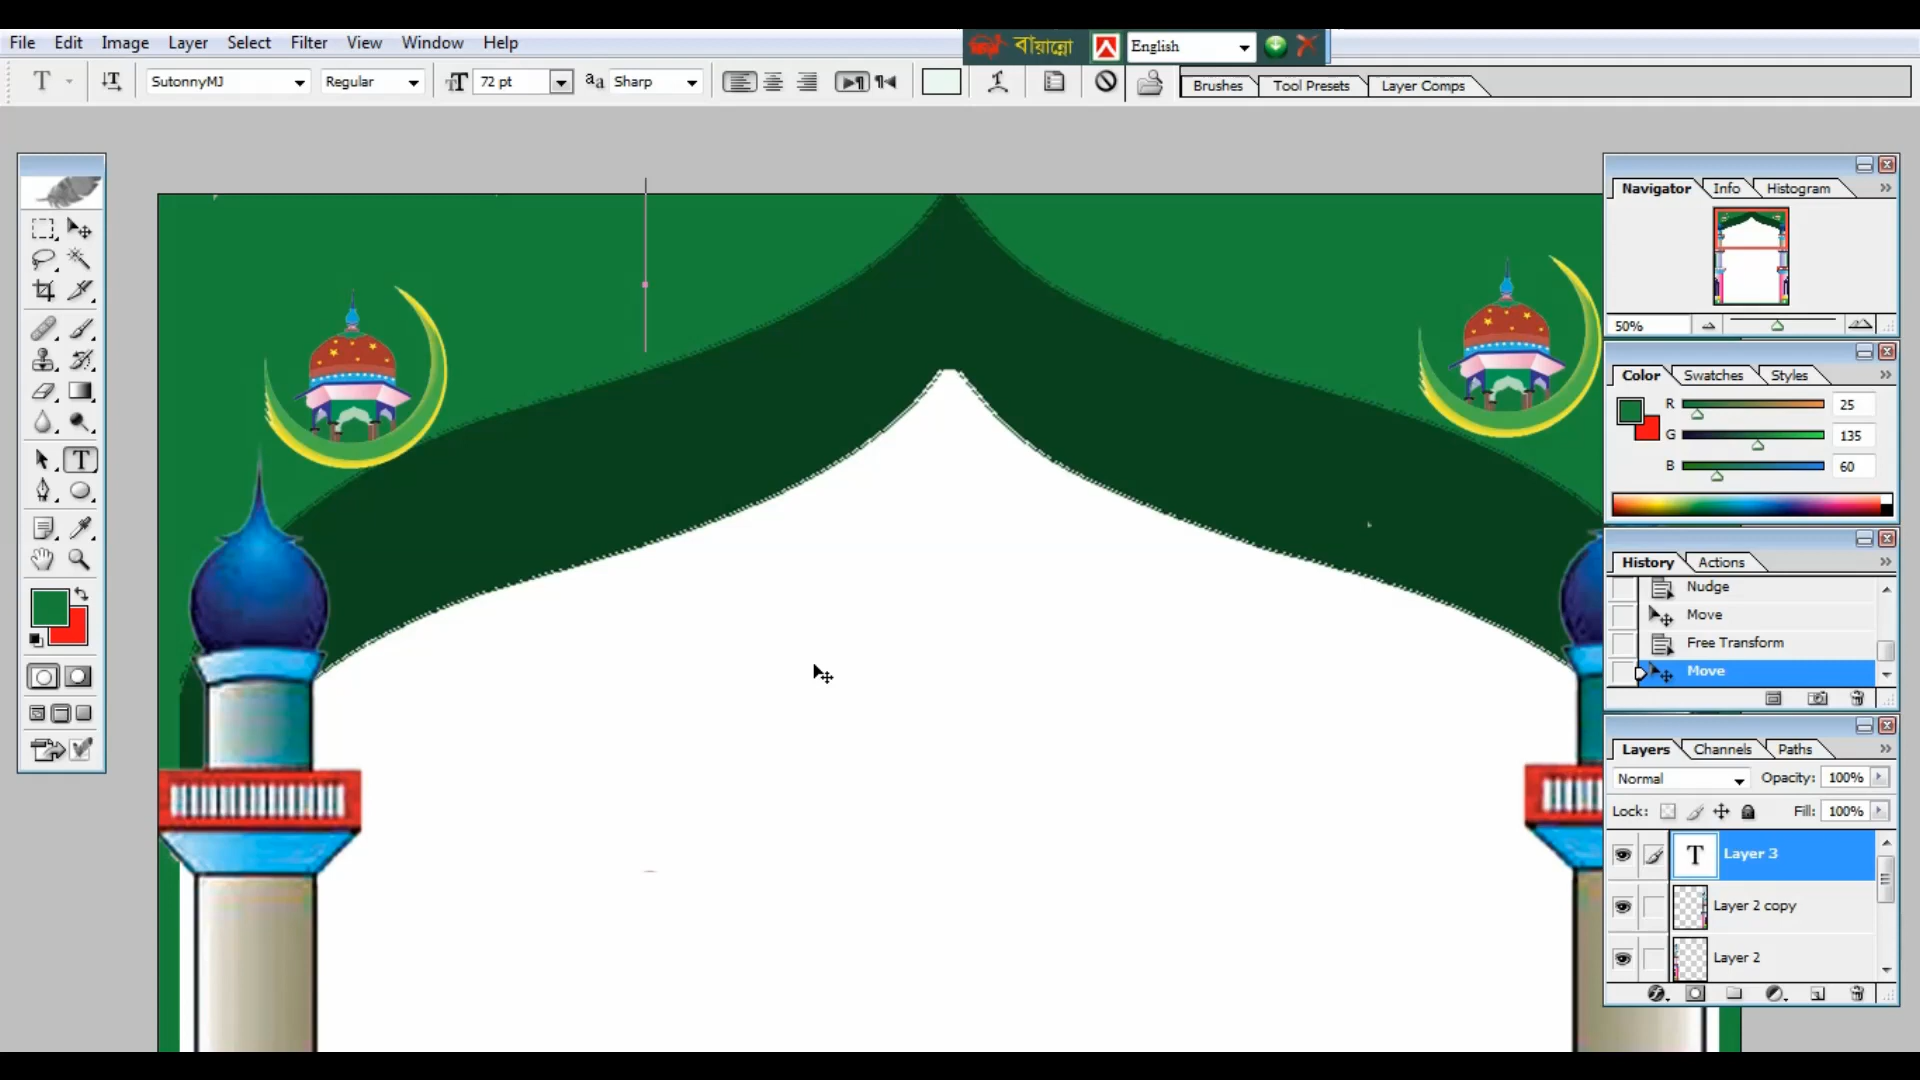 File Edit Image Layer Select Filter View Window Help
বায়ান্নো English
T SutonnyMJ Regular 72 pt aa Sharp Brushes Tool Presets Layer Comps
Navigator Info Histogram
50%
Color Swatches Styles
R 25
G 135
B 60
T
History Actions
Nudge
Move
Free Transform
Move
Layers Channels Paths
Normal Opacity: 100%
Lock: Fill: 100%
T Layer 3
Layer 2 copy
Layer 2